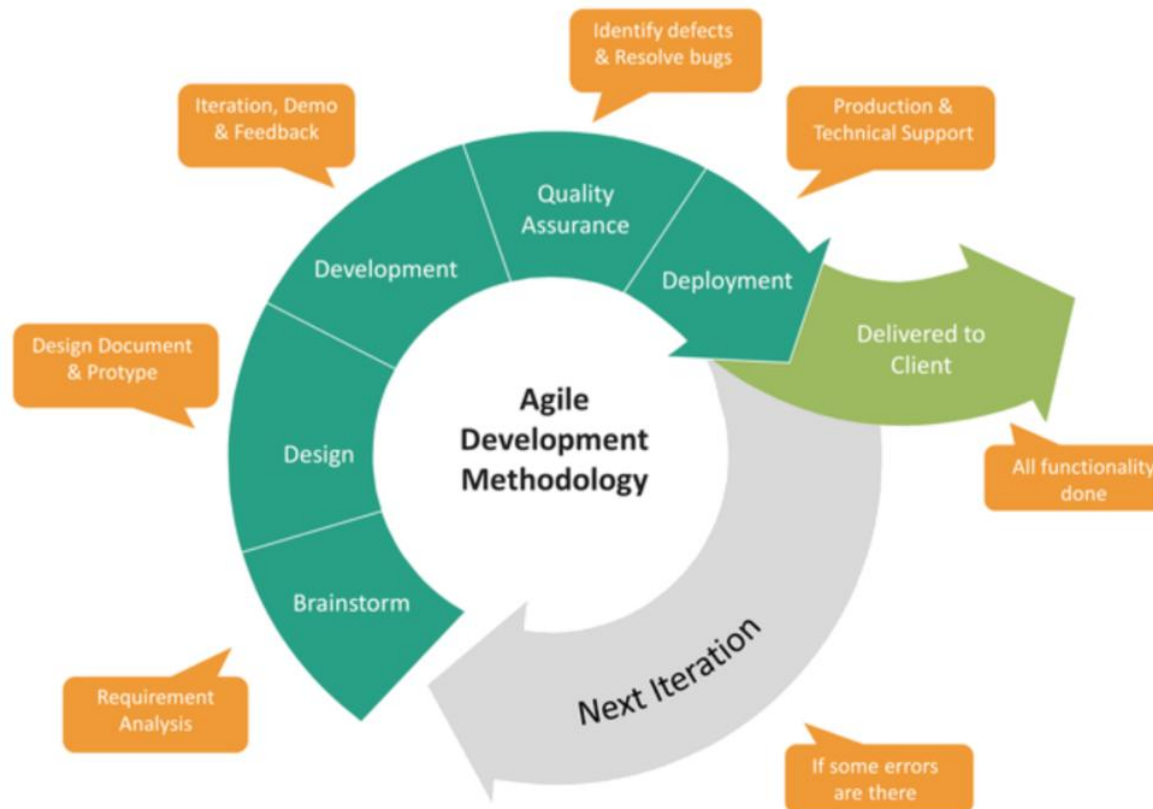 Identify defects
& Resolve bugs
Iteration, Demo
& Feedback
Production &
Technical Support
Quality
Assurance
Development
Deployment
Delivered to
Client
Design Document
& Protype
Agile
Development
Methodology
Design
All functionality
done
Brainstorm
Next Iteration
Requirement
Analysis
If some errors
are there